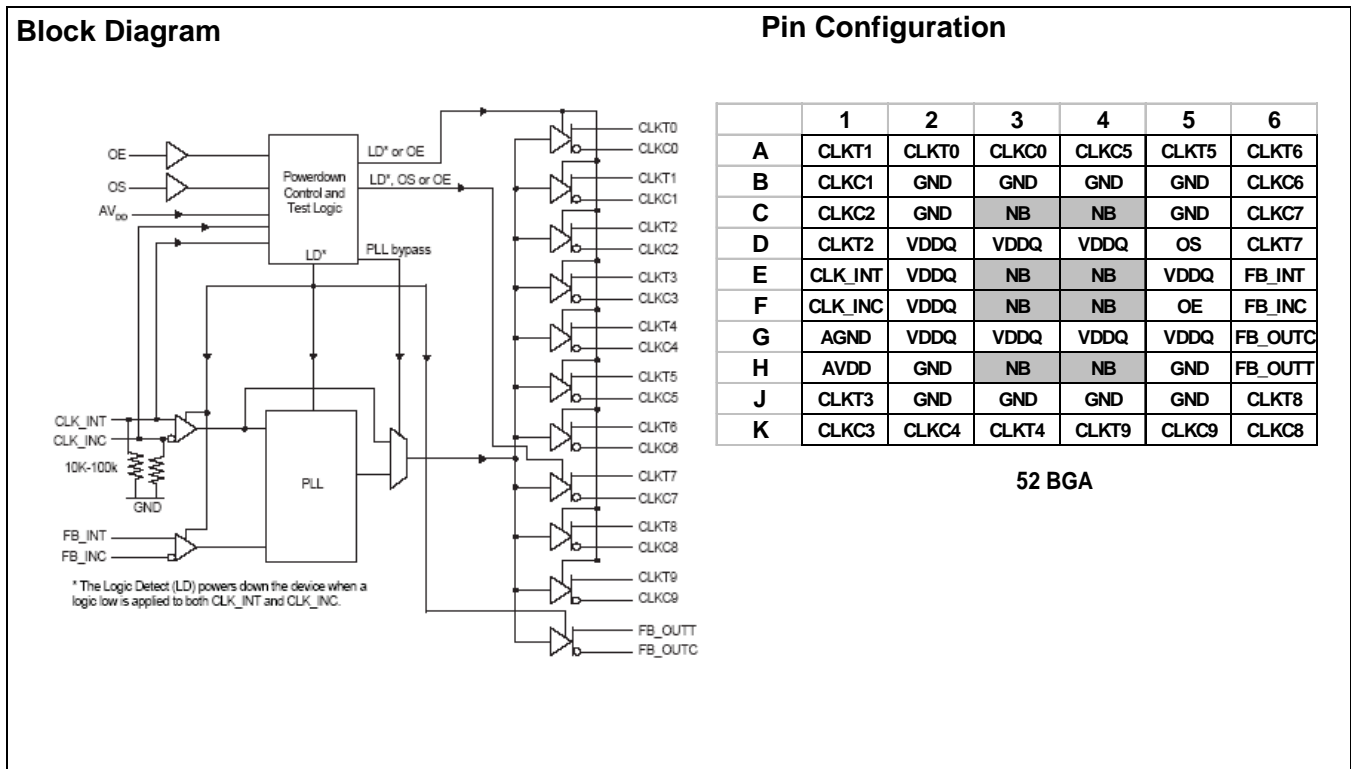 Block Diagram
Pin Configuration
OE
OS
AVDD
Powerdown
Control and
Test Logic
LD* or OE
LD*, OS or OE
PLL bypass
LD*
CLK_INT
CLK_INC
10K-100k
GND
FB_INT
FB_INC
PLL
* The Logic Detect (LD) powers down the device when a
logic low is applied to both CLK_INT and CLK_INC.
CLKT0
CLKC0
CLKT1
CLKC1
CLKT2
CLKC2
CLKT3
CLKC3
CLKT4
CLKC4
CLKT5
CLKC5
CLKT6
CLKC6
CLKT7
CLKC7
CLKT8
CLKC8
CLKT9
CLKC9
FB_OUTT
FB_OUTC
1 2 3 4 5 6
A CLKT1 CLKT0 CLKC0 CLKC5 CLKT5 CLKT6
B CLKC1 GND GND GND GND CLKC6
C CLKC2 GND NB NB GND CLKC7
D CLKT2 VDDQ VDDQ VDDQ OS CLKT7
E CLK_INT VDDQ NB NB VDDQ FB_INT
F CLK_INC VDDQ NB NB OE FB_INC
G AGND VDDQ VDDQ VDDQ VDDQ FB_OUTC
H AVDD GND NB NB GND FB_OUTT
J CLKT3 GND GND GND GND CLKT8
K CLKC3 CLKC4 CLKT4 CLKT9 CLKC9 CLKC8
52 BGA